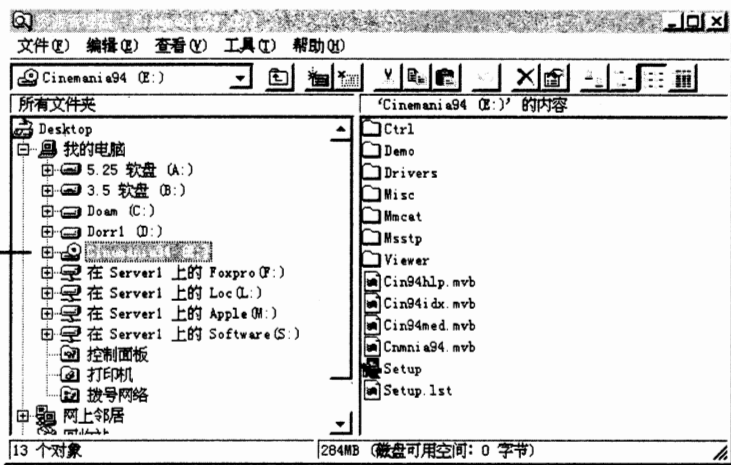 文件(F) 编辑(E) 查看(V) 工具(T) 帮助(H)
Cinemania94 (E:)
所有文件夹
'Cinemania94 (E:)' 的内容
Desktop
我的电脑
5.25 软盘 (A:)
3.5 软盘 (B:)
Doam (C:)
Dorr1 (D:)
Cinemania94 (E:)
在 Server1 上的 Foxpro(F:)
在 Server1 上的 Loc(L:)
在 Server1 上的 Apple(M:)
在 Server1 上的 Software(S:)
控制面板
打印机
拨号网络
网上邻居
Ctrl
Demo
Drivers
Misc
Mmcat
Msstp
Viewer
Cin94hlp.mvb
Cin94idx.mvb
Cin94med.mvb
Cnmnia94.mvb
Setup
Setup.lst
13 个对象
284MB (磁盘可用空间: 0 字节)